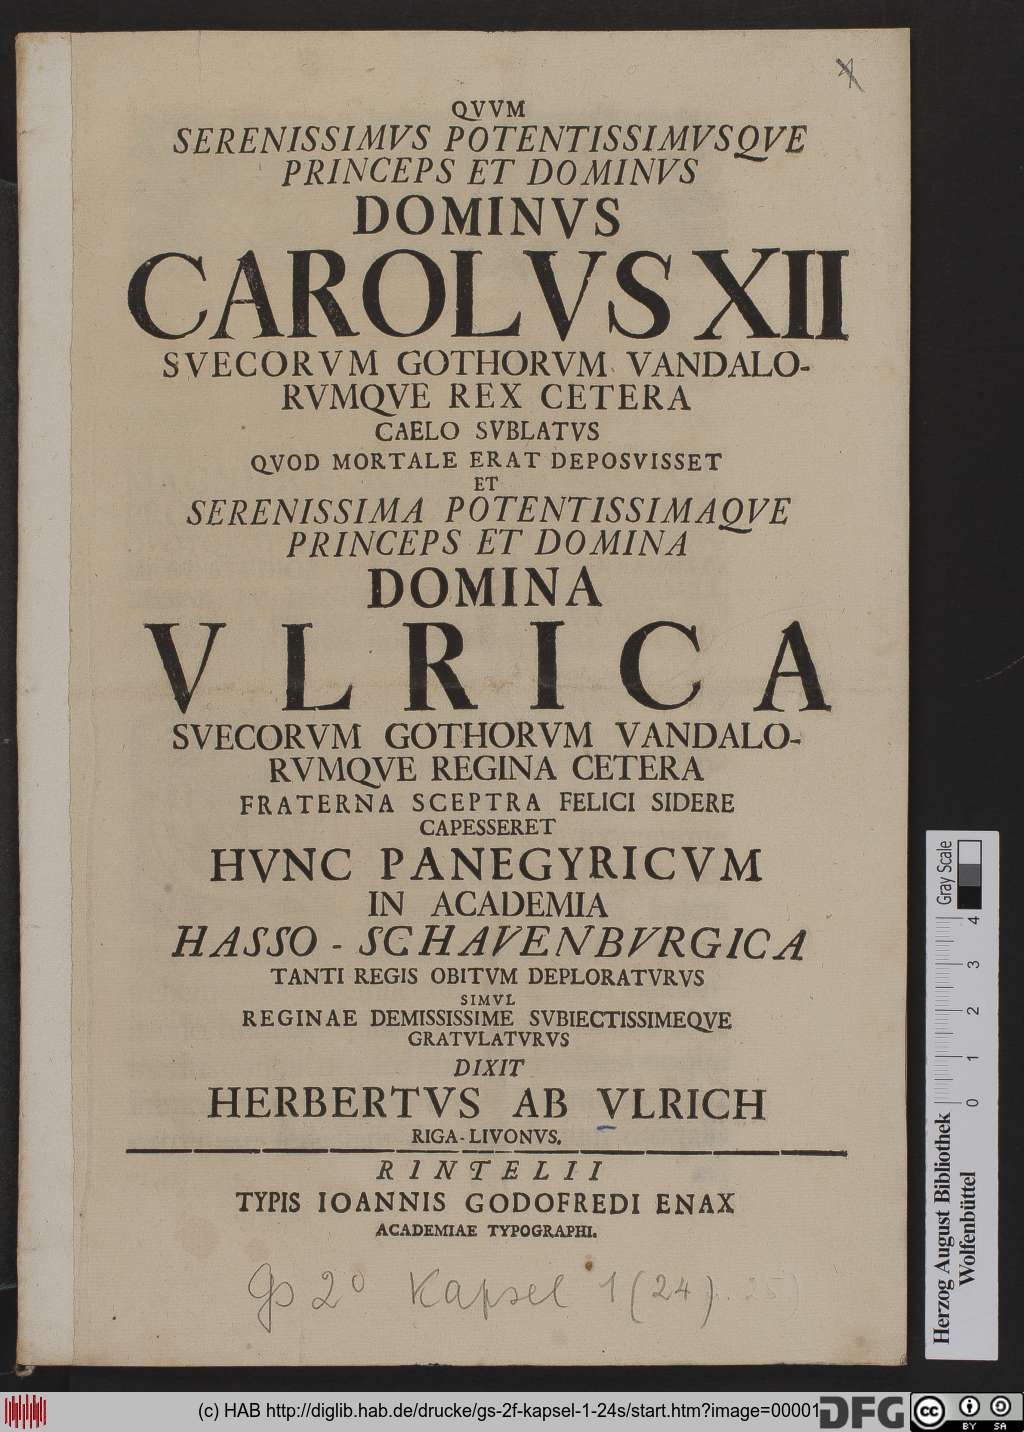 QVVM
SERENISSIMVS POTENTISSIMVSQVE
PRINCEPS ET DOMINVS
DOMINVS
CAROLVS XII
SVECORVM GOTHORVM VANDALO-
RVMQVE REX CETERA
CAELO SVBLATVS
QVOD MORTALE ERAT DEPOSVISSET
ET
SERENISSIMA POTENTISSIMAQVE
PRINCEPS ET DOMINA
DOMINA
VLRICA
SVECORVM GOTHORVM VANDALO-
RVMQVE REGINA CETERA
FRATERNA SCEPTRA FELICI SIDERE
CAPESSERET
HVNC PANEGYRICVM
IN ACADEMIA
HASSO - SCHAVENBVRGICA
TANTI REGIS OBITVM DEPLORATVRVS
SIMVL
REGINAE DEMISSISSIME SVBIECTISSIMEQVE
GRATVLATVRVS
DIXIT
HERBERTVS AB VLRICH
RIGA-LIVONVS.
RINTELII
TYPIS IOANNIS GODOFREDI ENAX
ACADEMIAE TYPOGRAPHI.
Gs 2° Kapsel 1 (24)
Herzog August Bibliothek
Wolfenbüttel
0 1 2 3 4
Gray Scale
(c) HAB http://diglib.hab.de/drucke/gs-2f-kapsel-1-24s/start.htm?image=00001
DFG
cc BY SA